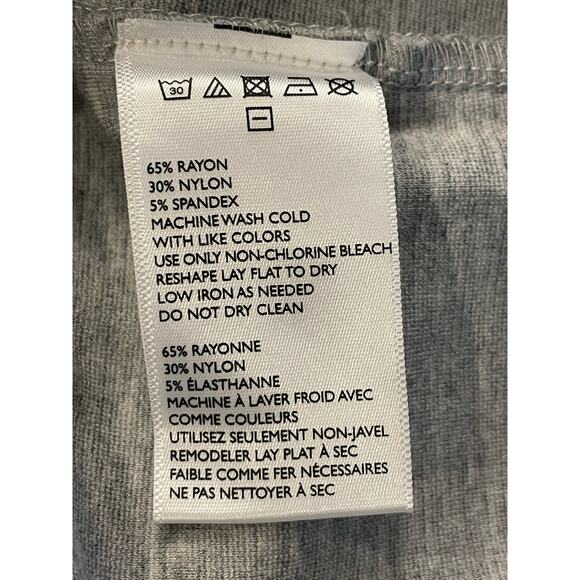 30
65% RAYON
30% NYLON
5% SPANDEX
MACHINE WASH COLD
WITH LIKE COLORS
USE ONLY NON-CHLORINE BLEACH
RESHAPE LAY FLAT TO DRY
LOW IRON AS NEEDED
DO NOT DRY CLEAN
65% RAYONNE
30% NYLON
5% ÉLASTHANNE
MACHINE À LAVER FROID AVEC
COMME COULEURS
UTILISEZ SEULEMENT NON-JAVEL
REMODELER LAY PLAT À SEC
FAIBLE COMME FER NÉCESSAIRES
NE PAS NETTOYER À SEC